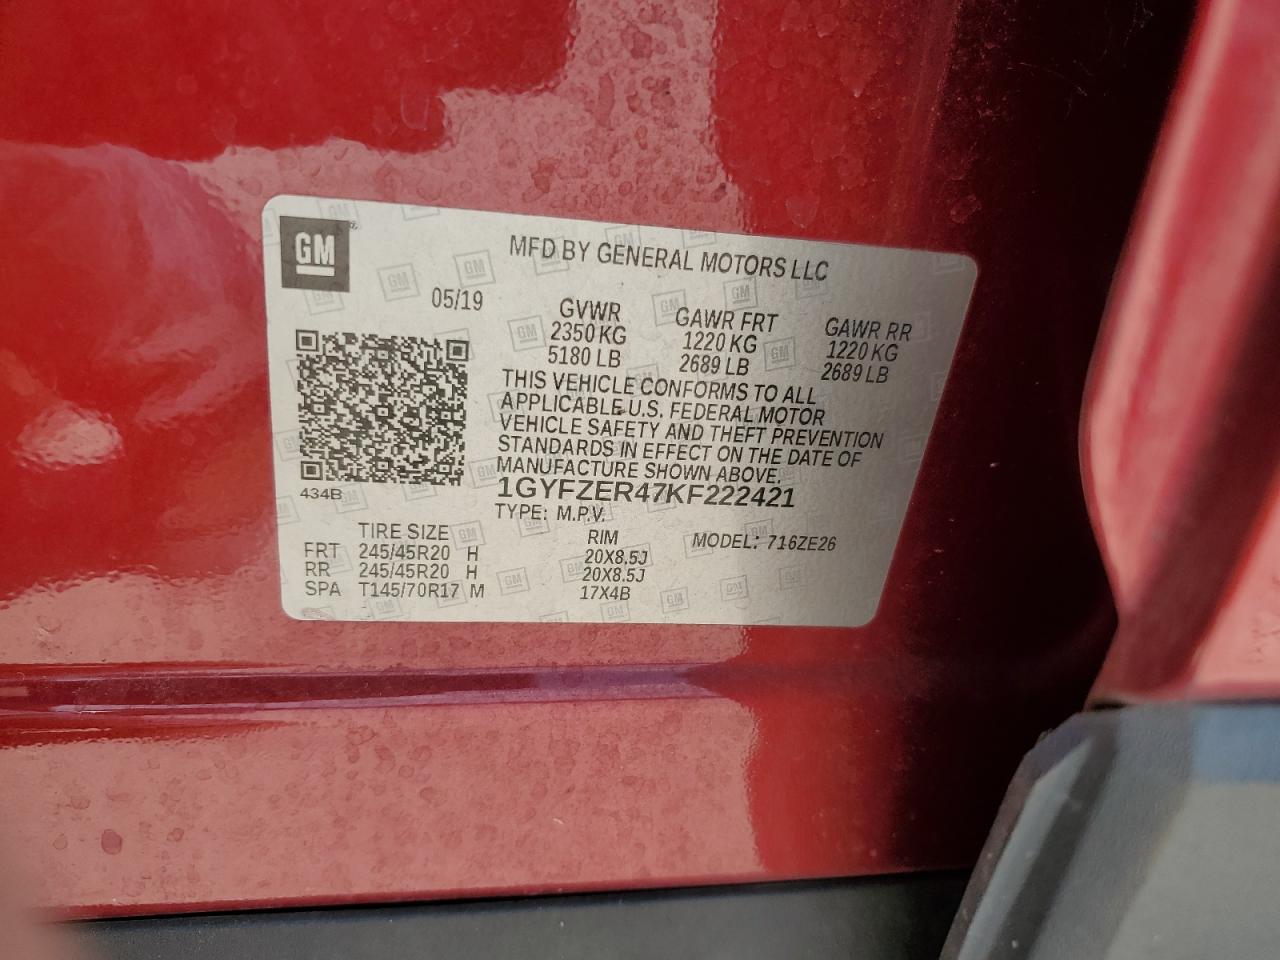 GM
MFD BY GENERAL MOTORS LLC
05/19
GVWR GAWR FRT GAWR RR
2350 KG 1220 KG 1220 KG
5180 LB 2689 LB 2689 LB
THIS VEHICLE CONFORMS TO ALL
APPLICABLE U.S. FEDERAL MOTOR
VEHICLE SAFETY AND THEFT PREVENTION
STANDARDS IN EFFECT ON THE DATE OF
MANUFACTURE SHOWN ABOVE.
434B
1GYFZER47KF222421
TYPE: M.P.V.
TIRE SIZE RIM MODEL: 716ZE26
FRT 245/45R20 H 20X8.5J
RR 245/45R20 H 20X8.5J
SPA T145/70R17 M 17X4B